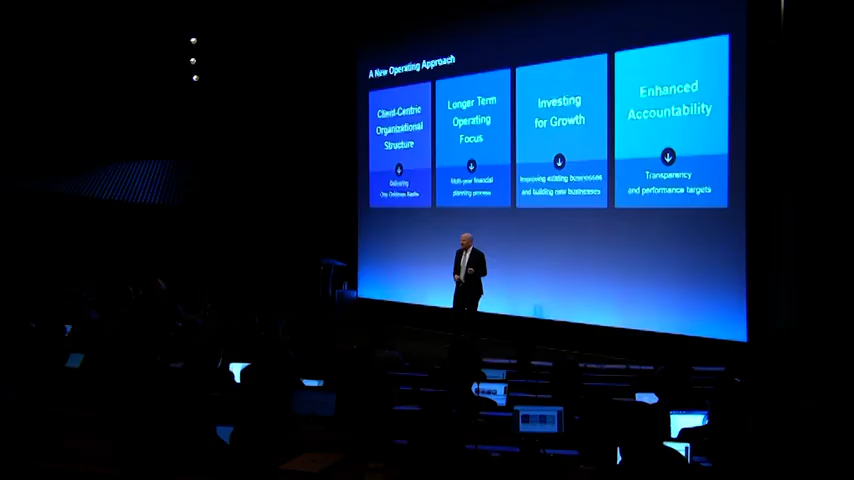 A New Operating Approach
Client-Centric
Organizational
Structure
Delivering
One Goldman Sachs
Longer Term
Operating
Focus
Multi-year financial
planning process
Investing
for Growth
Improving existing businesses
and building new businesses
Enhanced
Accountability
Transparency
and performance targets